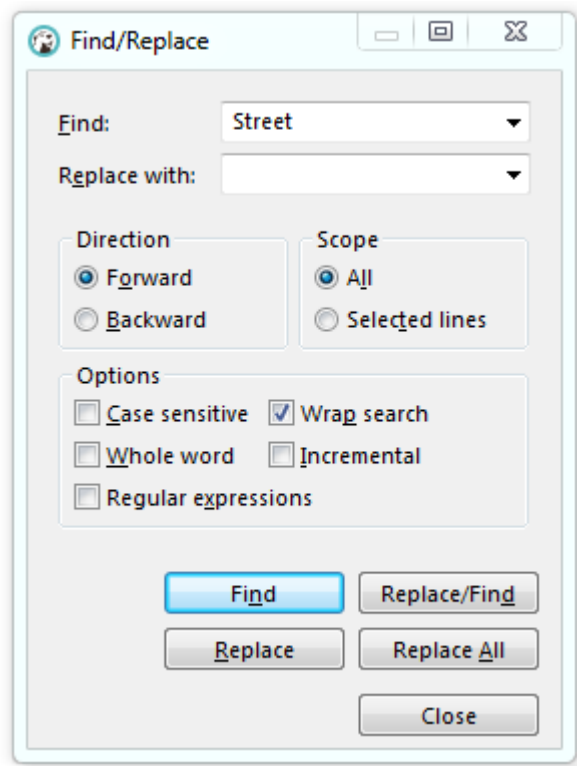 Find/Replace
Find: Street
Replace with:
Direction Scope
Forward All
Backward Selected lines
Options
Case sensitive Wrap search
Whole word Incremental
Regular expressions
Find Replace/Find
Replace Replace All
Close